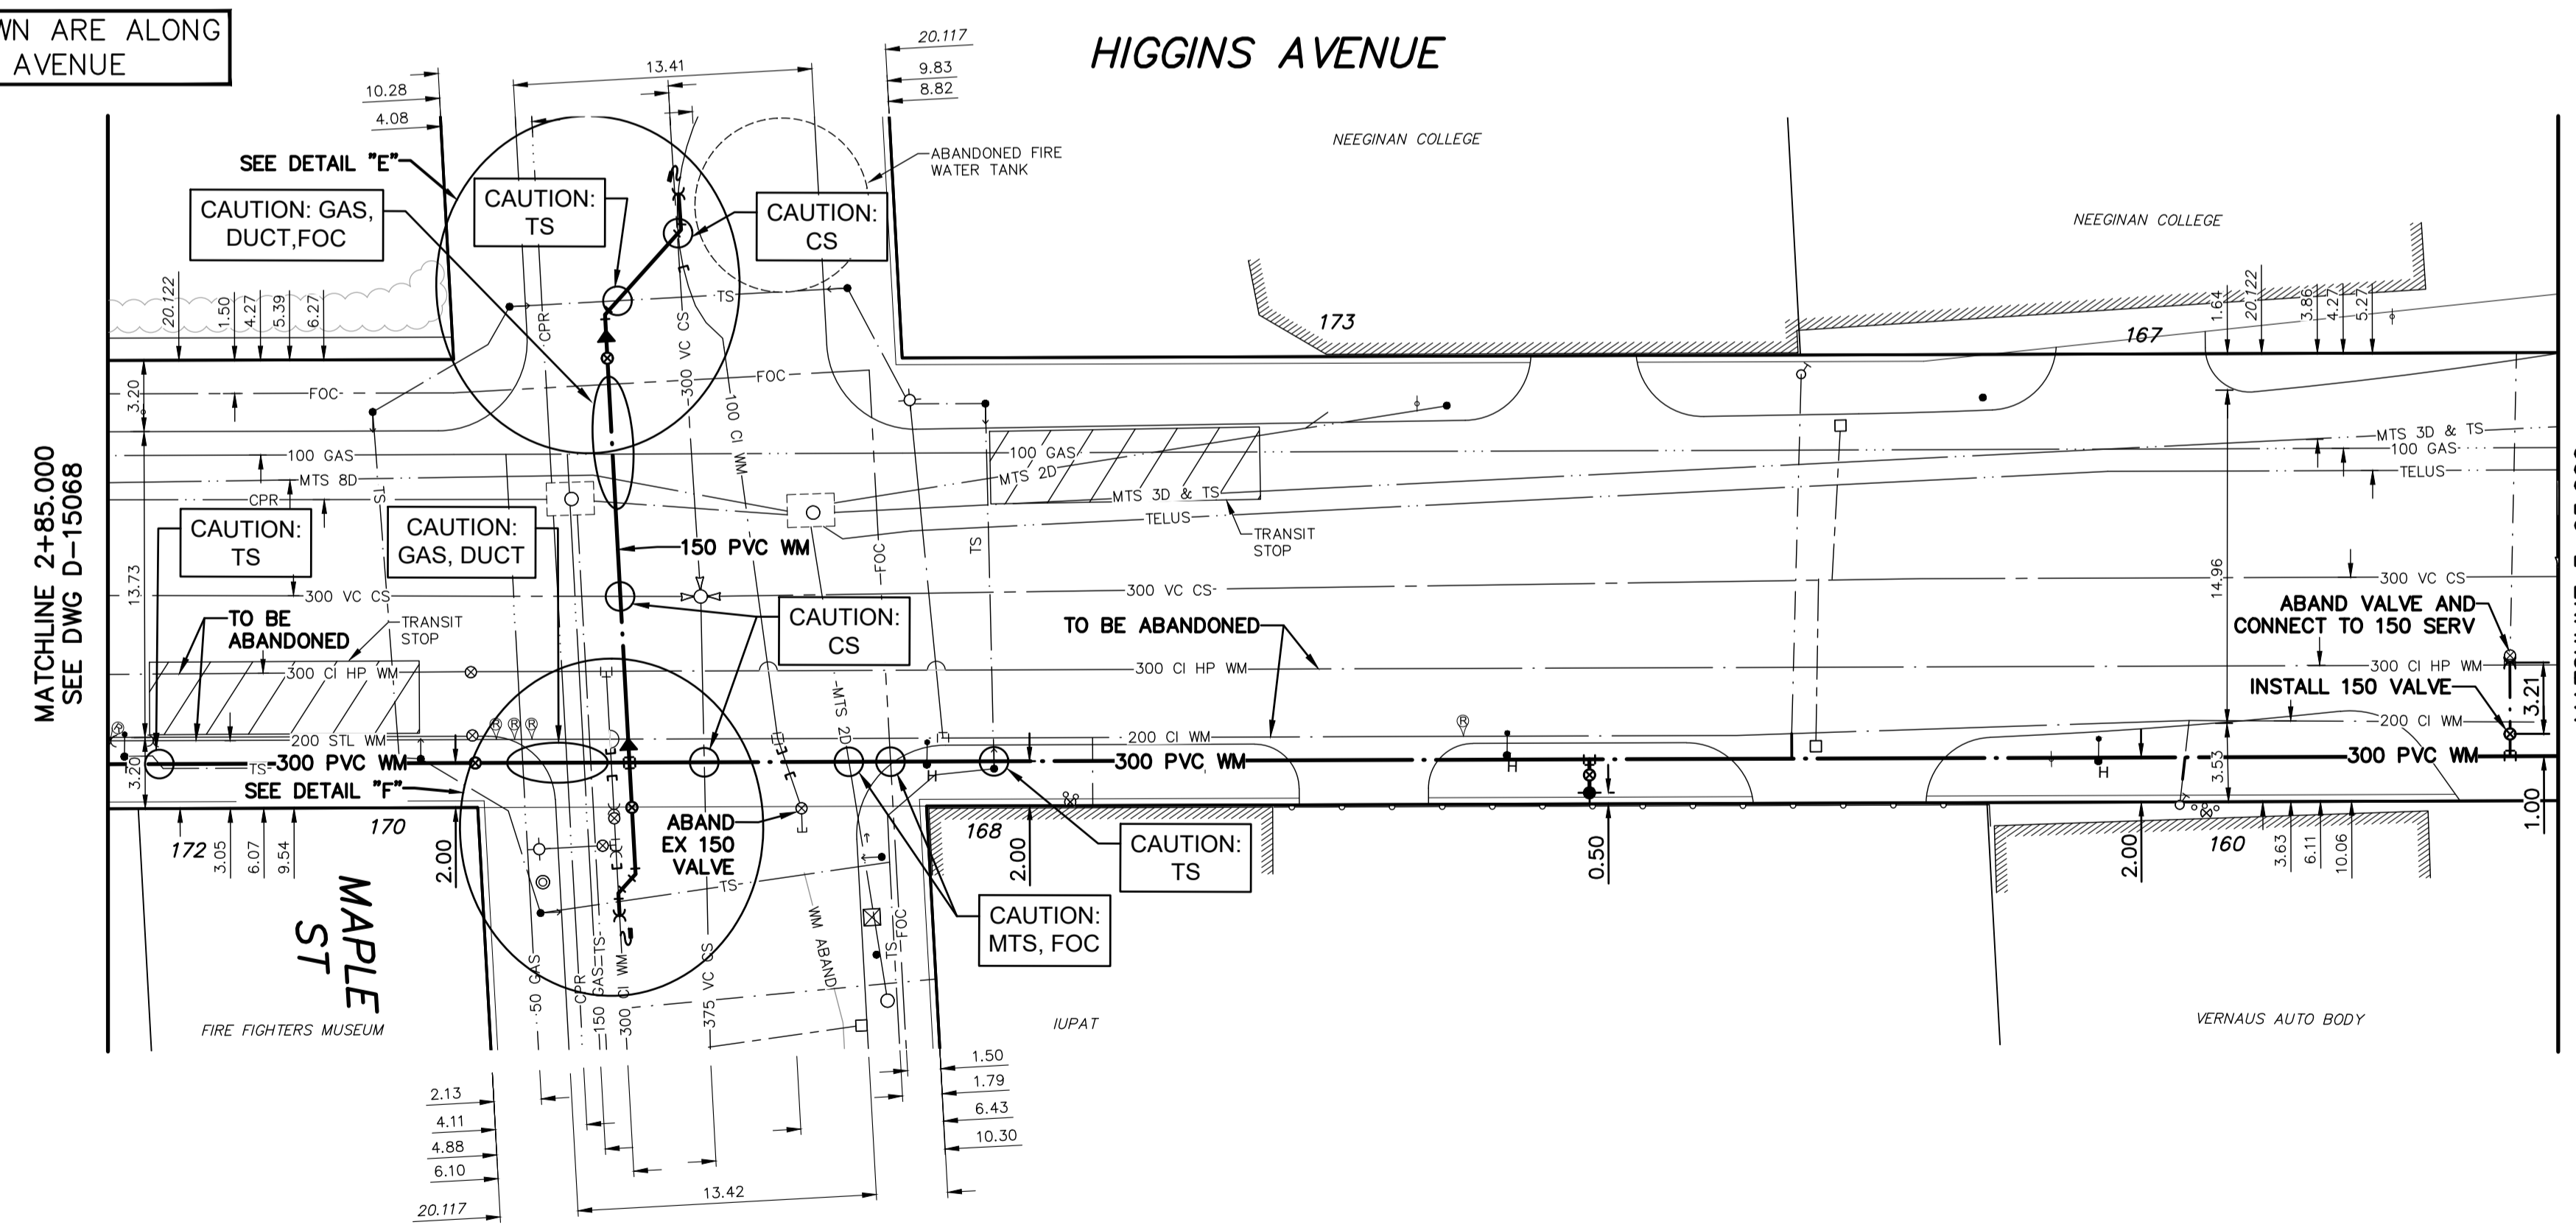 WN ARE ALONG
AVENUE
HIGGINS AVENUE
20.117
9.83
8.82
13.41
10.28
4.08
NEEGINAN COLLEGE
NEEGINAN COLLEGE
ABANDONED FIRE
WATER TANK
SEE DETAIL "E"
CAUTION: GAS,
DUCT,FOC
CAUTION:
TS
CAUTION:
CS
20.122
1.50
4.27
5.39
6.27
TS
CPR
300 VC CS
100 CI WM
173
167
1.64
20.122
3.86
4.27
5.27
3.20
FOC
FOC
MATCHLINE 2+85.000
SEE DWG D-15068
100 GAS
MTS 8D
CPR
TS
100 GAS
MTS 2D
MTS 3D & TS
TELUS
MTS 3D & TS
100 GAS
TELUS
TRANSIT
STOP
CAUTION:
TS
CAUTION:
GAS, DUCT
150 PVC WM
FOC
TS
13.73
14.96
300 VC CS
300 VC CS
300 VC CS
TO BE
ABANDONED
TRANSIT
STOP
CAUTION:
CS
TO BE ABANDONED
ABAND VALVE AND
CONNECT TO 150 SERV
300 CI HP WM
300 CI HP WM
300 CI HP WM
INSTALL 150 VALVE
3.21
MTS 2D
R
R
R
R
R
200 STL WM
200 CI WM
200 CI WM
3.20
TS
300 PVC WM
300 PVC WM
300 PVC WM
3.53
H
H
H
SEE DETAIL "F"
170
172
3.05
6.07
9.54
2.00
ABAND
EX 150
VALVE
168
2.00
CAUTION:
TS
0.50
2.00
160
3.63
6.11
10.06
1.00
MAPLE
ST
TS
CAUTION:
MTS, FOC
50 GAS
CPR
150 GAS
TS
300 CI WM
375 VC CS
WM ABAND
TS
FOC
FIRE FIGHTERS MUSEUM
IUPAT
VERNAUS AUTO BODY
2.13
4.11
4.88
6.10
20.117
13.42
1.50
1.79
6.43
10.30